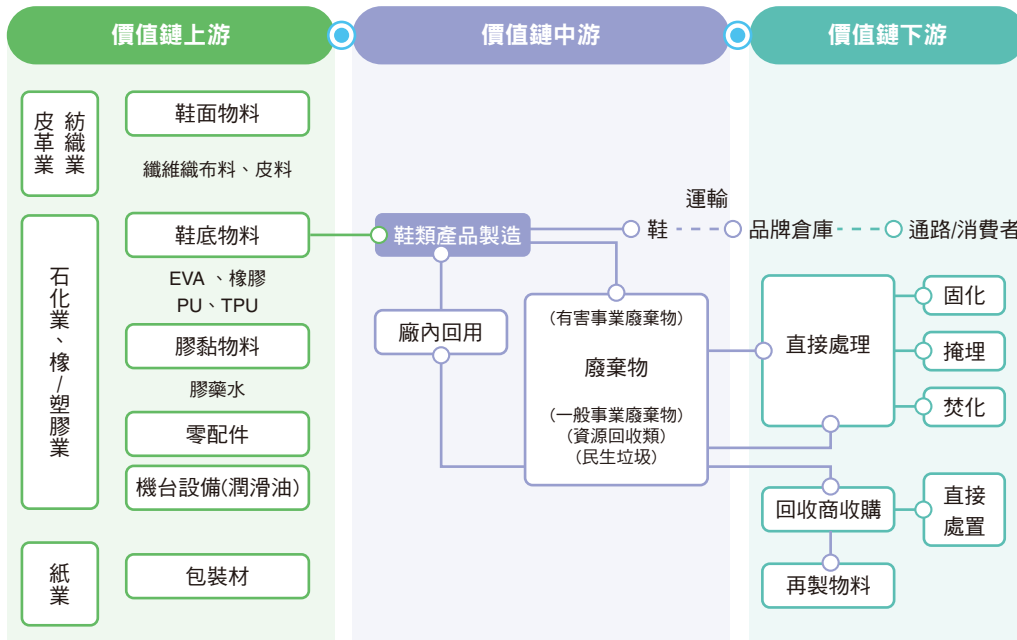 價值鏈上游
價值鏈中游
價值鏈下游
紡織業
皮革業
鞋面物料
纖維織布料、皮料
石化業、橡/塑膠業
鞋底物料
EVA 、橡膠
PU、TPU
膠黏物料
膠藥水
零配件
機台設備(潤滑油)
紙業
包裝材
鞋類產品製造
廠內回用
(有害事業廢棄物)
廢棄物
(一般事業廢棄物)
(資源回收類)
(民生垃圾)
鞋
運輸
品牌倉庫
通路/消費者
直接處理
固化
掩埋
焚化
回收商收購
直接
處置
再製物料